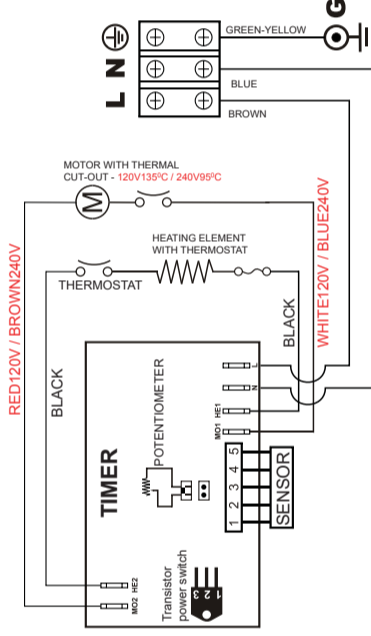 L N
GREEN-YELLOW
G
BLUE
BROWN
MOTOR WITH THERMAL
CUT-OUT - 120V135ºC / 240V95ºC
M
RED120V / BROWN240V
HEATING ELEMENT
WITH THERMOSTAT
THERMOSTAT
BLACK
BLACK
WHITE120V / BLUE240V
TIMER
POTENTIOMETER
L
N
HE1
MO1
1 2 3 4 5
SENSOR
Transistor
power switch
1 2 3
HE2
MO2